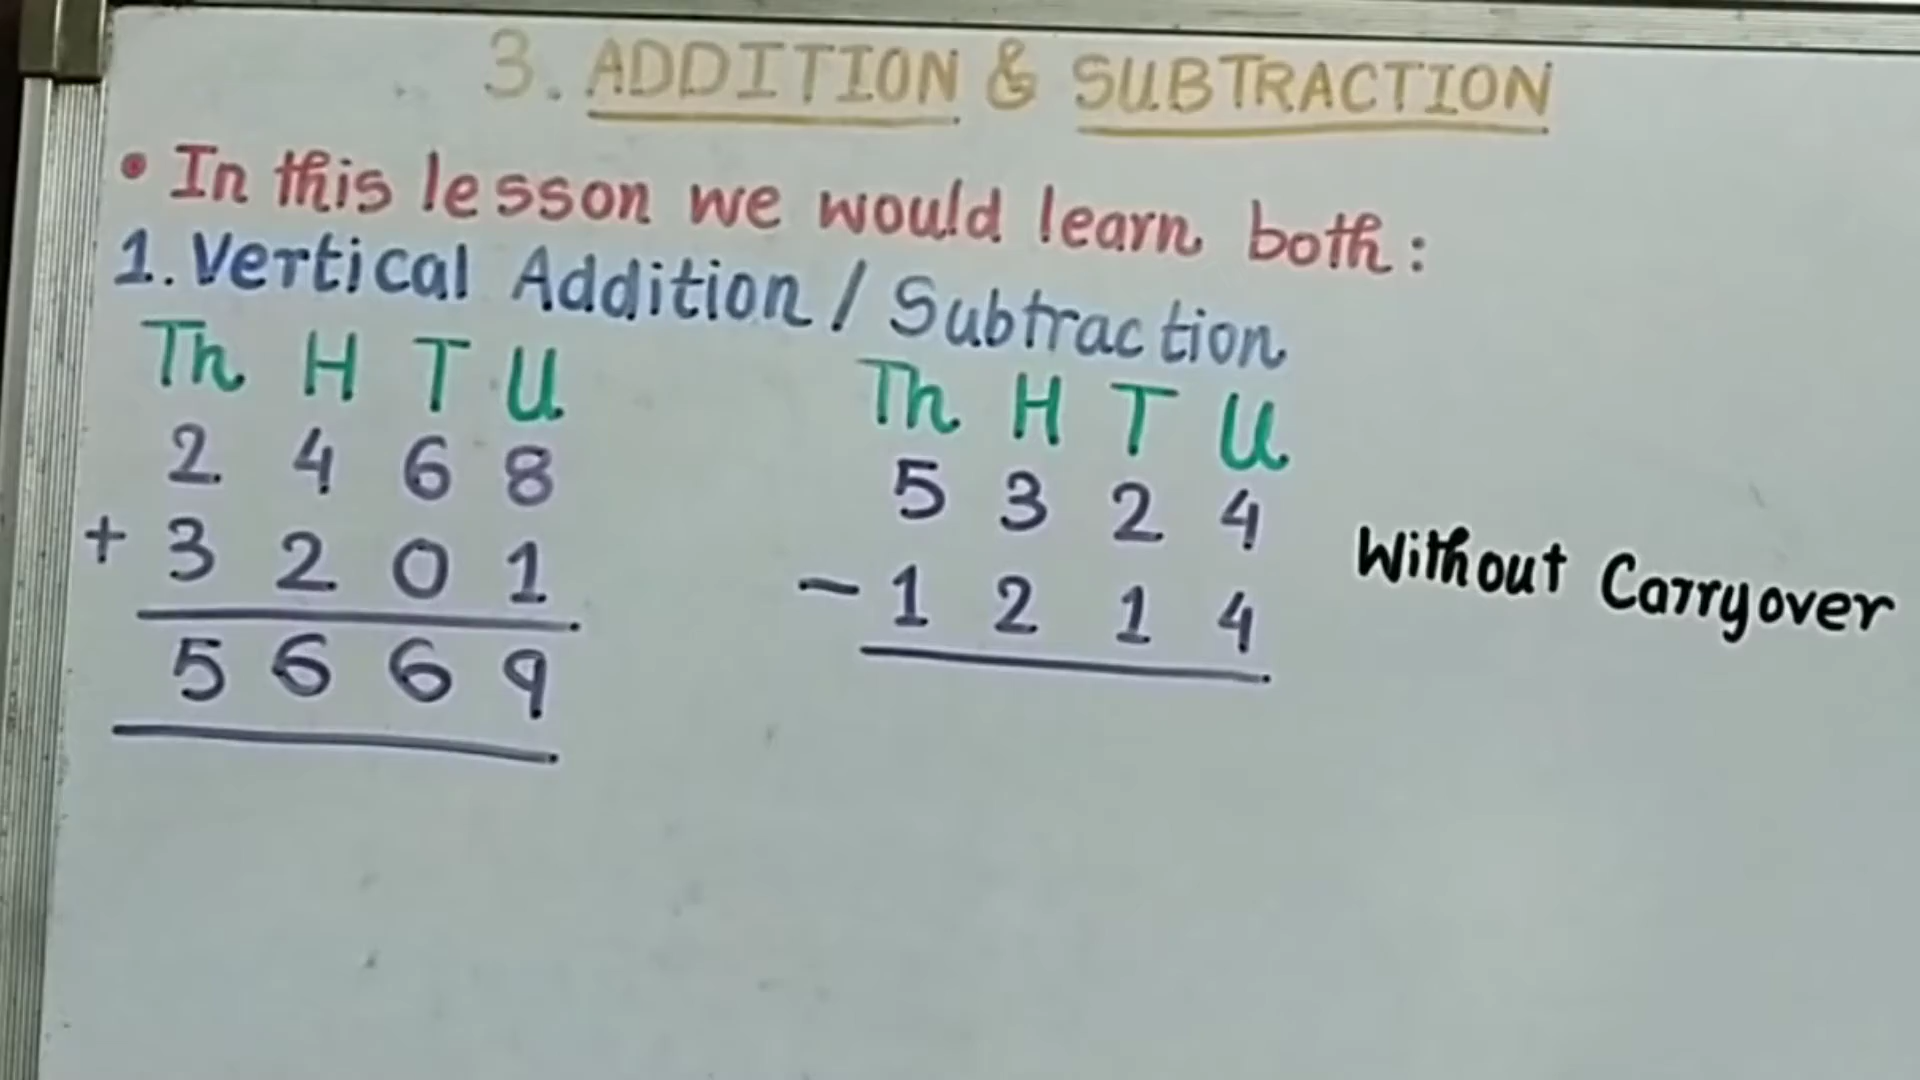 3. ADDITION & SUBTRACTION
• In this lesson we would learn both:
1. Vertical Addition / Subtraction
Th H T U
2 4 6 8
+ 3 2 0 1
5 6 6 9
Th H T U
5 3 2 4
- 1 2 1 4
Without Carryover